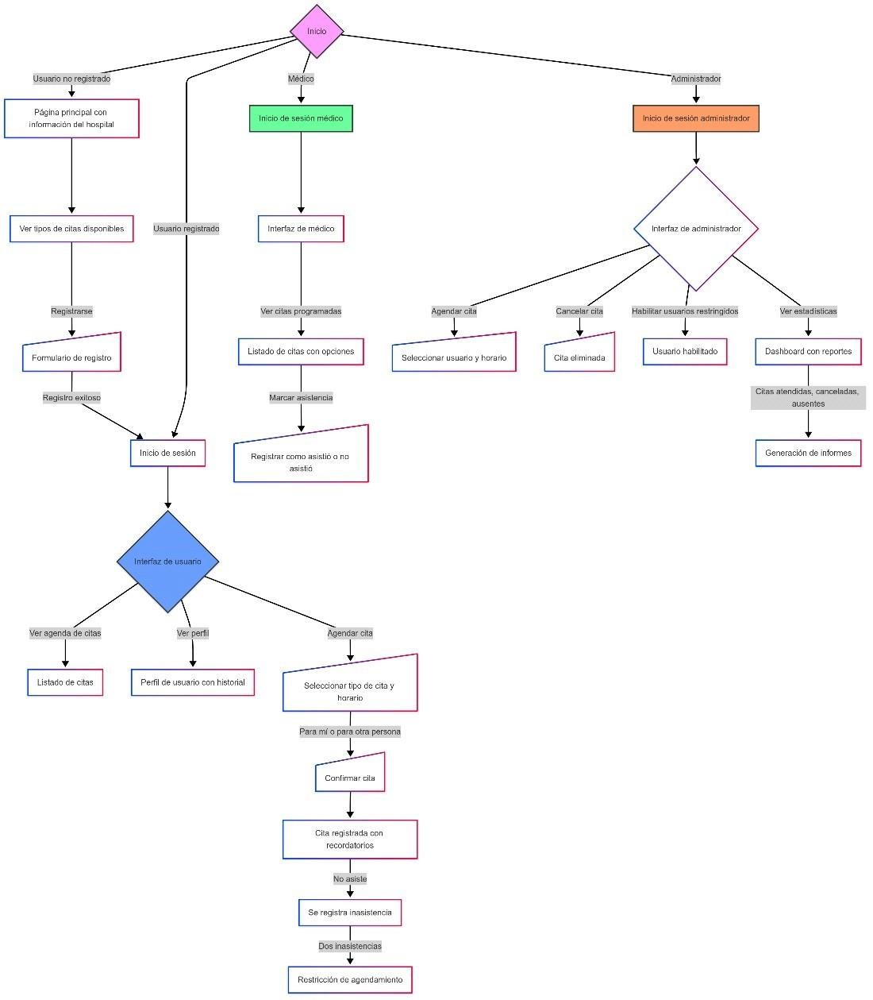 Inicio
Usuario no registrado
Médico
Administrador
Página principal con
información del hospital
Inicio de sesión médico
Inicio de sesión administrador
Ver tipos de citas disponibles
Usuario registrado
Interfaz de médico
Interfaz de administrador
Registrarse
Ver citas programadas
Agendar cita
Cancelar cita
Habilitar usuarios restringidos
Ver estadísticas
Formulario de registro
Listado de citas con opciones
Seleccionar usuario y horario
Cita eliminada
Usuario habilitado
Dashboard con reportes
Registro exitoso
Marcar asistencia
Citas atendidas, canceladas,
ausentes
Inicio de sesión
Registrar como asistió o no
asistió
Generación de informes
Interfaz de usuario
Ver agenda de citas
Ver perfil
Agendar cita
Listado de citas
Perfil de usuario con historial
Seleccionar tipo de cita y
horario
Para mí o para otra persona
Confirmar cita
Cita registrada con
recordatorios
No asiste
Se registra inasistencia
Dos inasistencias
Restricción de agendamiento